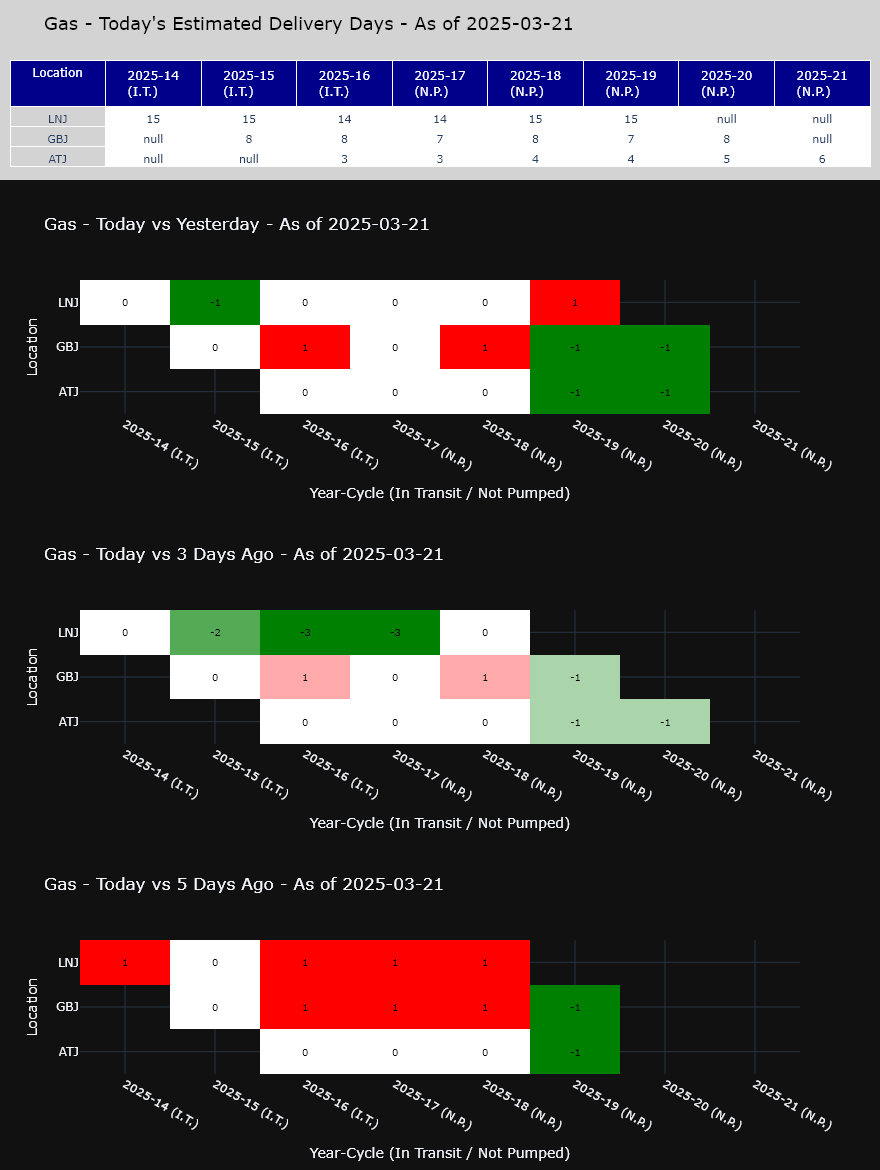 Gas - Today's Estimated Delivery Days - As of 2025-03-21
Location 2025-14 (I.T.) 2025-15 (I.T.) 2025-16 (I.T.) 2025-17 (N.P.) 2025-18 (N.P.) 2025-19 (N.P.) 2025-20 (N.P.) 2025-21 (N.P.)
LNJ 15 15 14 14 15 15 null null
GBJ null 8 8 7 8 7 8 null
ATJ null null 3 3 4 4 5 6
Gas - Today vs Yesterday - As of 2025-03-21
Location
LNJ 0 -1 0 0 0 1
GBJ 0 1 0 1 -1 -1
ATJ 0 0 0 -1 -1
2025-14 (I.T.) 2025-15 (I.T.) 2025-16 (I.T.) 2025-17 (N.P.) 2025-18 (N.P.) 2025-19 (N.P.) 2025-20 (N.P.) 2025-21 (N.P.)
Year-Cycle (In Transit / Not Pumped)
Gas - Today vs 3 Days Ago - As of 2025-03-21
Location
LNJ 0 -2 -3 -3 0
GBJ 0 1 0 1 -1
ATJ 0 0 0 -1 -1
2025-14 (I.T.) 2025-15 (I.T.) 2025-16 (I.T.) 2025-17 (N.P.) 2025-18 (N.P.) 2025-19 (N.P.) 2025-20 (N.P.) 2025-21 (N.P.)
Year-Cycle (In Transit / Not Pumped)
Gas - Today vs 5 Days Ago - As of 2025-03-21
Location
LNJ 1 0 1 1 1
GBJ 0 1 1 1 -1
ATJ 0 0 0 -1
2025-14 (I.T.) 2025-15 (I.T.) 2025-16 (I.T.) 2025-17 (N.P.) 2025-18 (N.P.) 2025-19 (N.P.) 2025-20 (N.P.) 2025-21 (N.P.)
Year-Cycle (In Transit / Not Pumped)